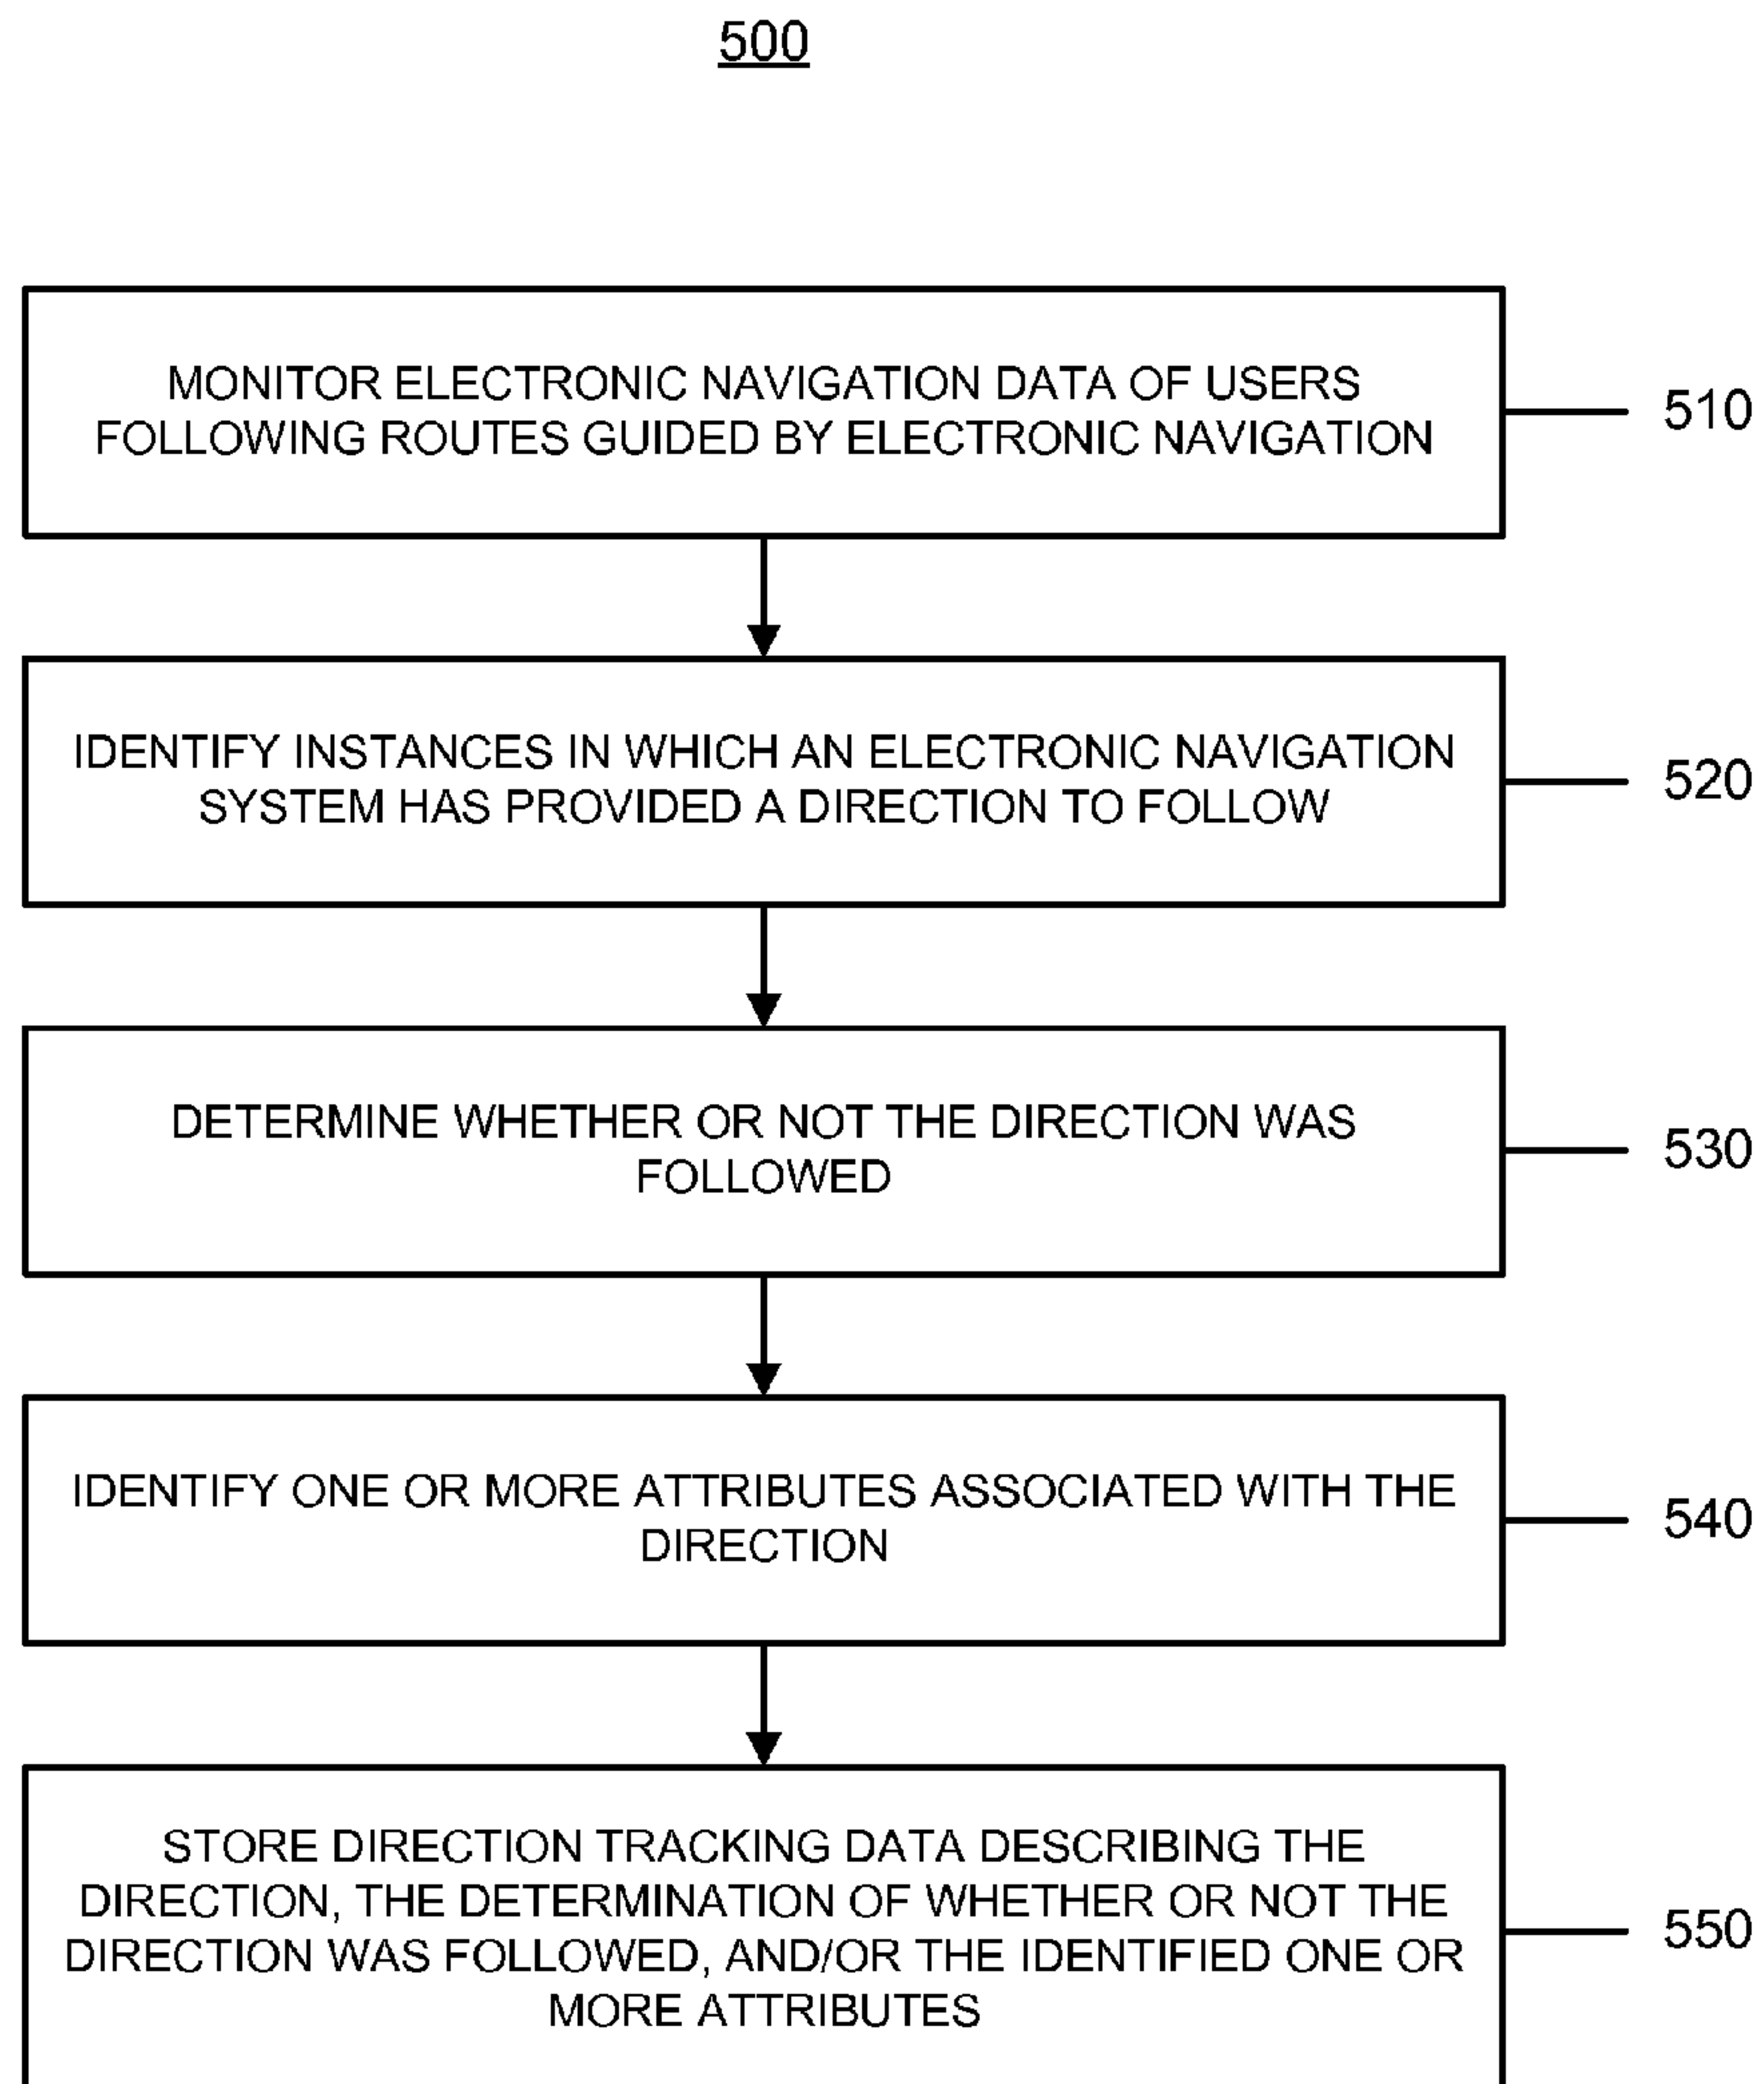 500
MONITOR ELECTRONIC NAVIGATION DATA OF USERS
FOLLOWING ROUTES GUIDED BY ELECTRONIC NAVIGATION
510
IDENTIFY INSTANCES IN WHICH AN ELECTRONIC NAVIGATION
SYSTEM HAS PROVIDED A DIRECTION TO FOLLOW
520
DETERMINE WHETHER OR NOT THE DIRECTION WAS
FOLLOWED
530
IDENTIFY ONE OR MORE ATTRIBUTES ASSOCIATED WITH THE
DIRECTION
540
STORE DIRECTION TRACKING DATA DESCRIBING THE
DIRECTION, THE DETERMINATION OF WHETHER OR NOT THE
DIRECTION WAS FOLLOWED, AND/OR THE IDENTIFIED ONE OR
MORE ATTRIBUTES
550